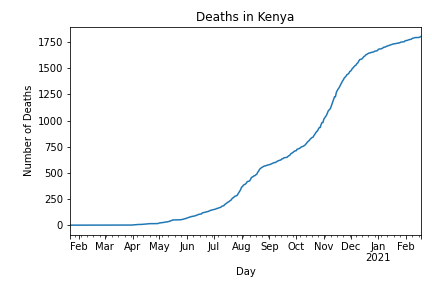 Deaths in Kenya
1750
1500
1250
1000
750
500
250
0
Number of Deaths
Feb Mar Apr May Jun Jul Aug Sep Oct Nov Dec Jan Feb
2021
Day